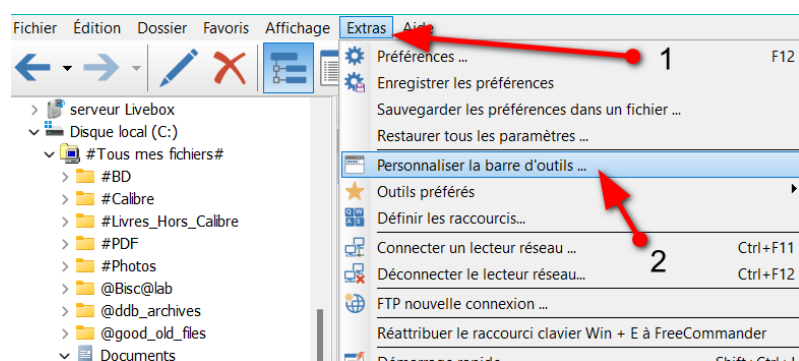 Fichier Édition Dossier Favoris Affichage Extras Aide
1
Préférences ... F12
Enregistrer les préférences
Sauvegarder les préférences dans un fichier ...
Restaurer tous les paramètres ...
Personnaliser la barre d'outils ...
Outils préférés
Définir les raccourcis...
2
Connecter un lecteur réseau ... Ctrl+F11
Déconnecter le lecteur réseau... Ctrl+F12
FTP nouvelle connexion ...
Réattribuer le raccourci clavier Win + E à FreeCommander
Démarrage rapide
serveur Livebox
Disque local (C:)
#Tous mes fichiers#
#BD
#Calibre
#Livres_Hors_Calibre
#PDF
#Photos
@Bisc@lab
@ddb_archives
@good_old_files
Documents